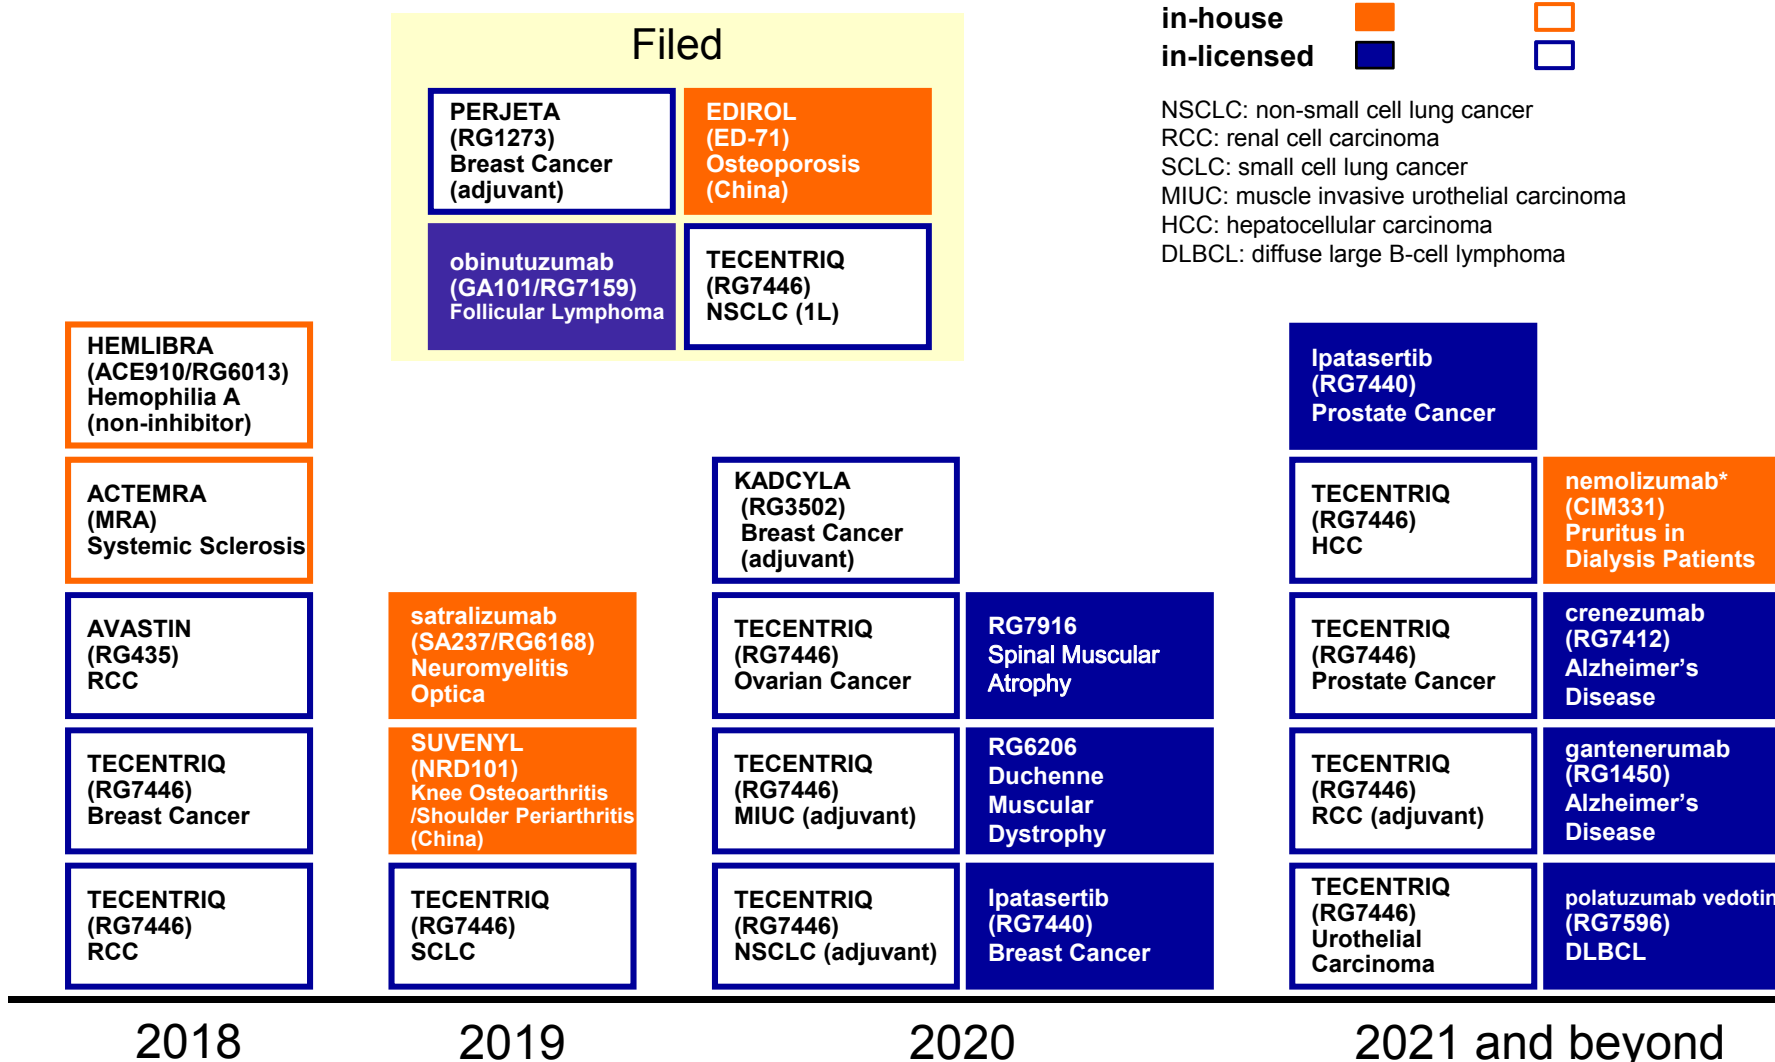 in-house
in-licensed
NSCLC: non-small cell lung cancer
RCC: renal cell carcinoma
SCLC: small cell lung cancer
MIUC: muscle invasive urothelial carcinoma
HCC: hepatocellular carcinoma
DLBCL: diffuse large B-cell lymphoma
Filed
PERJETA
(RG1273)
Breast Cancer
(adjuvant)
EDIROL
(ED-71)
Osteoporosis
(China)
obinutuzumab
(GA101/RG7159)
Follicular Lymphoma
TECENTRIQ
(RG7446)
NSCLC (1L)
HEMLIBRA
(ACE910/RG6013)
Hemophilia A
(non-inhibitor)
ACTEMRA
(MRA)
Systemic Sclerosis
AVASTIN
(RG435)
RCC
TECENTRIQ
(RG7446)
Breast Cancer
TECENTRIQ
(RG7446)
RCC
2018
satralizumab
(SA237/RG6168)
Neuromyelitis
Optica
SUVENYL
(NRD101)
Knee Osteoarthritis
/Shoulder Periarthritis
(China)
TECENTRIQ
(RG7446)
SCLC
2019
KADCYLA
(RG3502)
Breast Cancer
(adjuvant)
TECENTRIQ
(RG7446)
Ovarian Cancer
TECENTRIQ
(RG7446)
MIUC (adjuvant)
TECENTRIQ
(RG7446)
NSCLC (adjuvant)
RG7916
Spinal Muscular
Atrophy
RG6206
Duchenne
Muscular
Dystrophy
Ipatasertib
(RG7440)
Breast Cancer
2020
Ipatasertib
(RG7440)
Prostate Cancer
TECENTRIQ
(RG7446)
HCC
TECENTRIQ
(RG7446)
Prostate Cancer
TECENTRIQ
(RG7446)
RCC (adjuvant)
TECENTRIQ
(RG7446)
Urothelial
Carcinoma
nemolizumab*
(CIM331)
Pruritus in
Dialysis Patients
crenezumab
(RG7412)
Alzheimer's
Disease
gantenerumab
(RG1450)
Alzheimer's
Disease
polatuzumab vedotin
(RG7596)
DLBCL
2021 and beyond